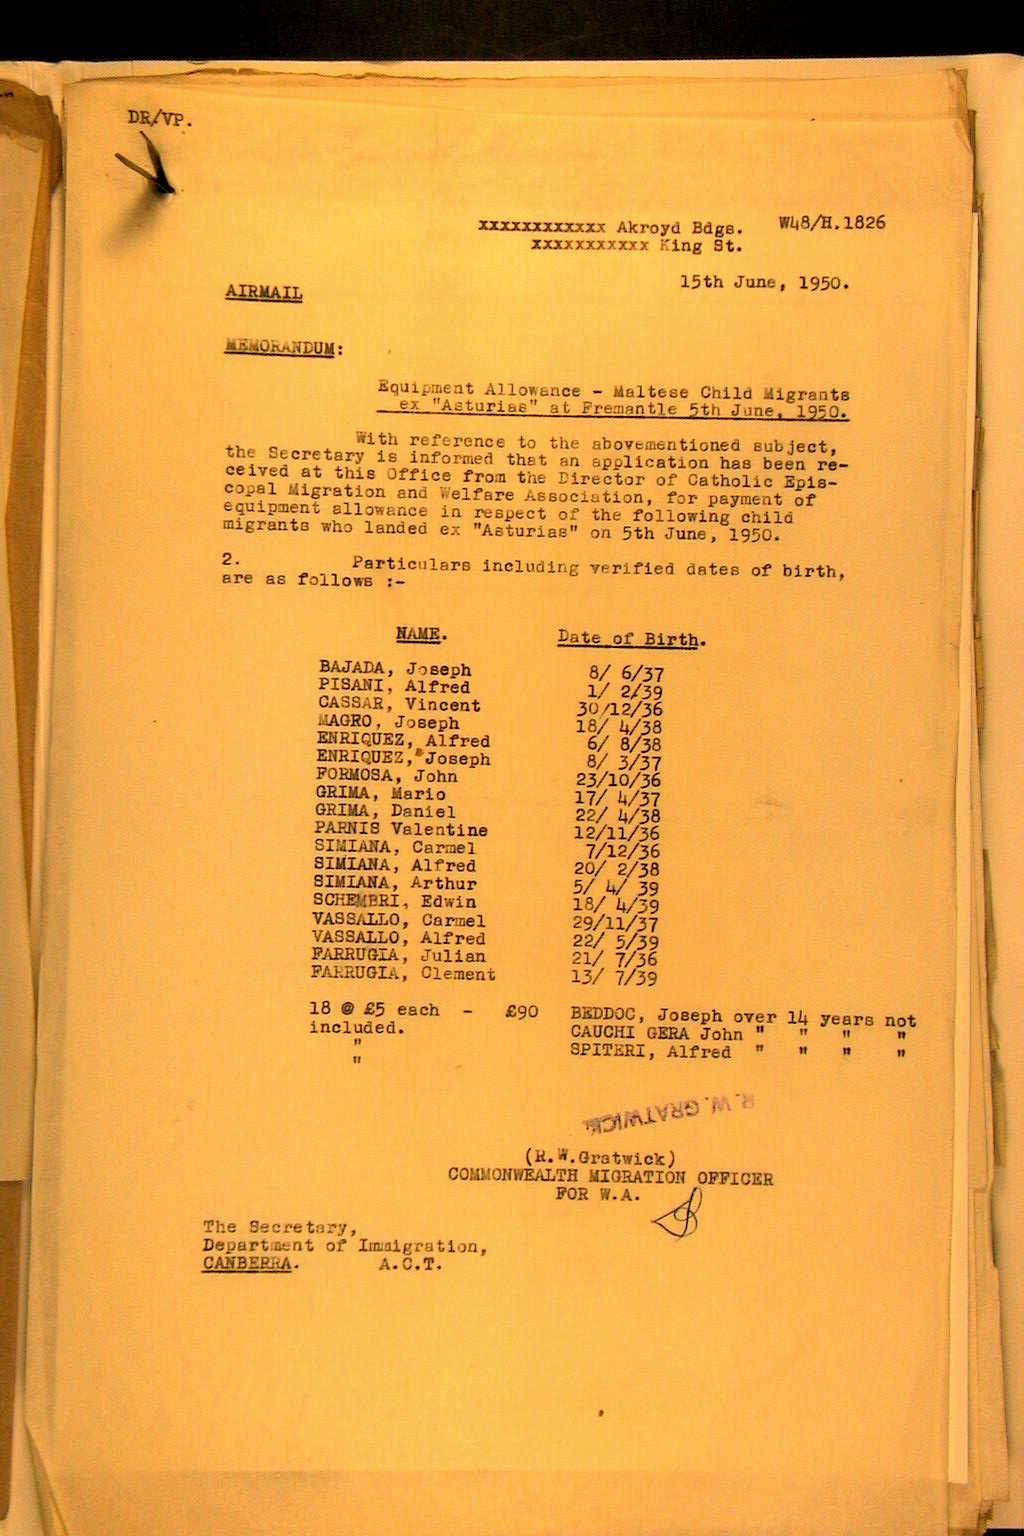 DR/VP.
xxxxxxxxxxxx Akroyd Bdgs. W48/H.1826
xxxxxxxxxxx King St.
15th June, 1950.
AIRMAIL
MEMORANDUM:
Equipment Allowance - Maltese Child Migrants
ex "Asturias" at Fremantle 5th June, 1950.
With reference to the abovementioned subject,
the Secretary is informed that an application has been re-
ceived at this Office from the Director of Catholic Epis-
copal Migration and Welfare Association, for payment of
equipment allowance in respect of the following child
migrants who landed ex "Asturias" on 5th June, 1950.
2. Particulars including verified dates of birth,
are as follows :-
NAME. Date of Birth.
BAJADA, Joseph 8/ 6/37
PISANI, Alfred 1/ 2/39
CASSAR, Vincent 30/12/36
MAGRO, Joseph 18/ 4/38
ENRIQUEZ, Alfred 6/ 8/38
ENRIQUEZ, Joseph 8/ 3/37
FORMOSA, John 23/10/36
GRIMA, Mario 17/ 4/37
GRIMA, Daniel 22/ 4/38
PARNIS Valentine 12/11/36
SIMIANA, Carmel 7/12/36
SIMIANA, Alfred 20/ 2/38
SIMIANA, Arthur 5/ 4/ 39
SCHEMBRI, Edwin 18/ 4/39
VASSALLO, Carmel 29/11/37
VASSALLO, Alfred 22/ 5/39
FARRUGIA, Julian 21/ 7/36
FARRUGIA, Clement 13/ 7/39
18 @ £5 each - £90 BEDDOC, Joseph over 14 years not
included. CAUCHI GERA John " " " "
" SPITERI, Alfred " " " "
"
R.W. GRATWICK
(R.W.Gratwick)
COMMONWEALTH MIGRATION OFFICER
FOR W.A.
The Secretary,
Department of Immigration,
CANBERRA. A.C.T.